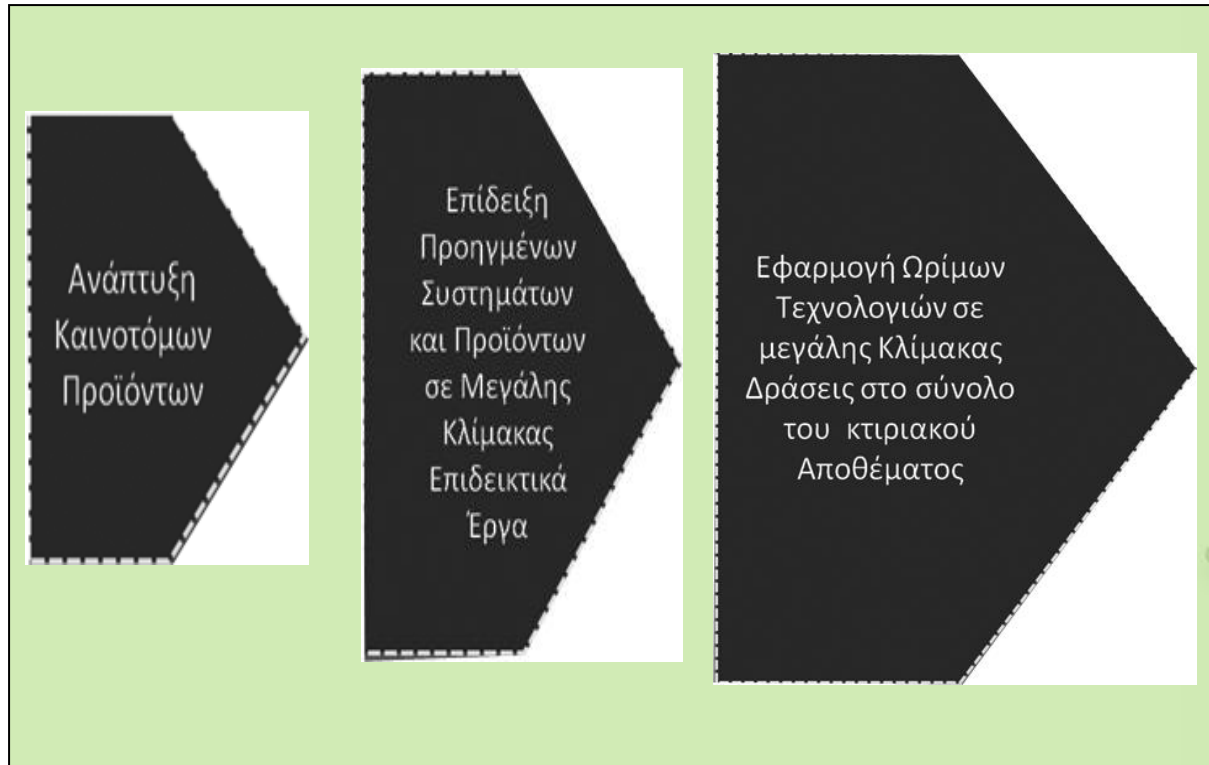 Ανάπτυξη
Καινοτόμων
Προϊόντων
Επίδειξη
Προηγμένων
Συστημάτων
και Προϊόντων
σε Μεγάλης
Κλίμακας
Επιδεικτικά
Έργα
Εφαρμογή Ωρίμων
Τεχνολογιών σε
μεγάλης Κλίμακας
Δράσεις στο σύνολο
του κτιριακού
Αποθέματος